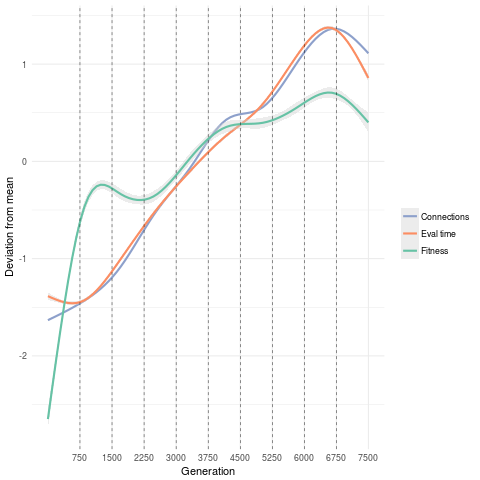 Deviation from mean
1
0
-1
-2
750 1500 2250 3000 3750 4500 5250 6000 6750 7500
Generation
Connections
Eval time
Fitness